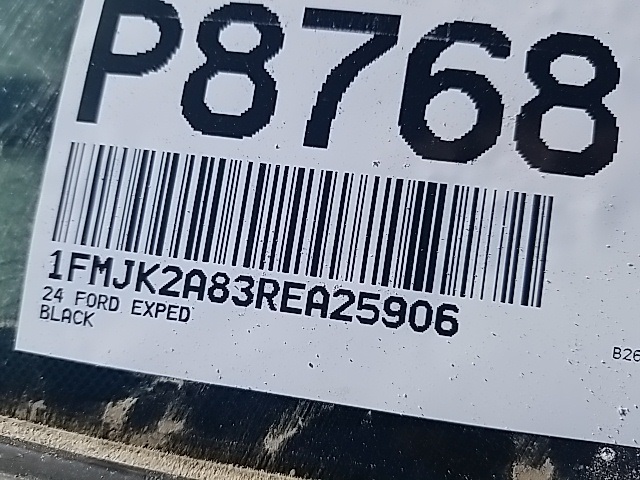 P8768
1FMJK2A83REA25906
24 FORD EXPED
BLACK
B26